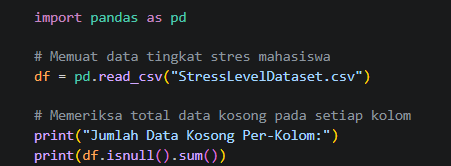 import pandas as pd
# Memuat data tingkat stres mahasiswa
df = pd.read_csv("StressLevelDataset.csv")
# Memeriksa total data kosong pada setiap kolom
print("Jumlah Data Kosong Per-Kolom:")
print(df.isnull().sum())